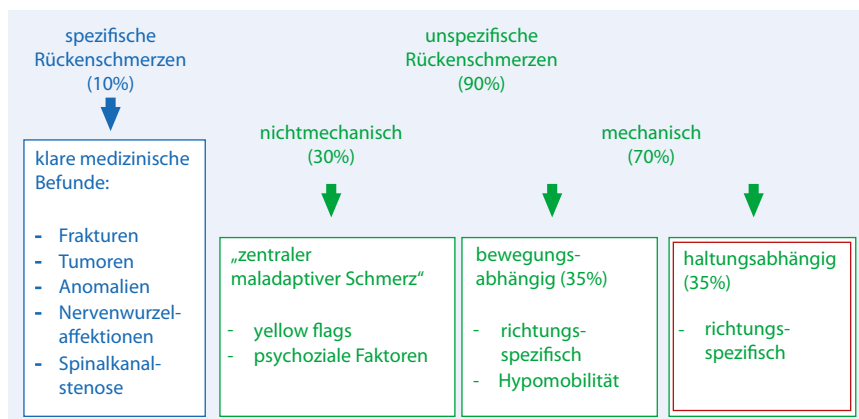 spezifische
Rückenschmerzen
(10%)
unspezifische
Rückenschmerzen
(90%)
nichtmechanisch
(30%)
mechanisch
(70%)
klare medizinische
Befunde:
- Frakturen
- Tumoren
- Anomalien
- Nervenwurzel-
affektionen
- Spinalkanal-
stenose
„zentraler
maladaptiver Schmerz“
- yellow flags
- psychoziale Faktoren
bewegungs-
abhängig (35%)
- richtungs-
spezifisch
- Hypomobilität
haltungsabhängig
(35%)
- richtungs-
spezifisch